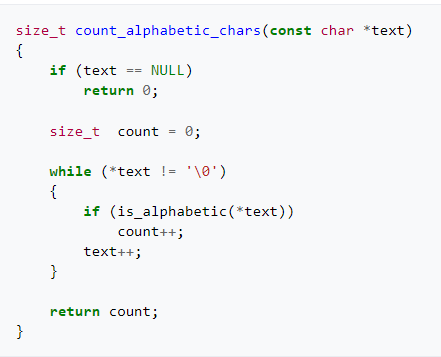 size_t count_alphabetic_chars(const char *text)
{
    if (text == NULL)
        return 0;

    size_t  count = 0;

    while (*text != '\0')
    {
        if (is_alphabetic(*text))
            count++;
        text++;
    }

    return count;
}